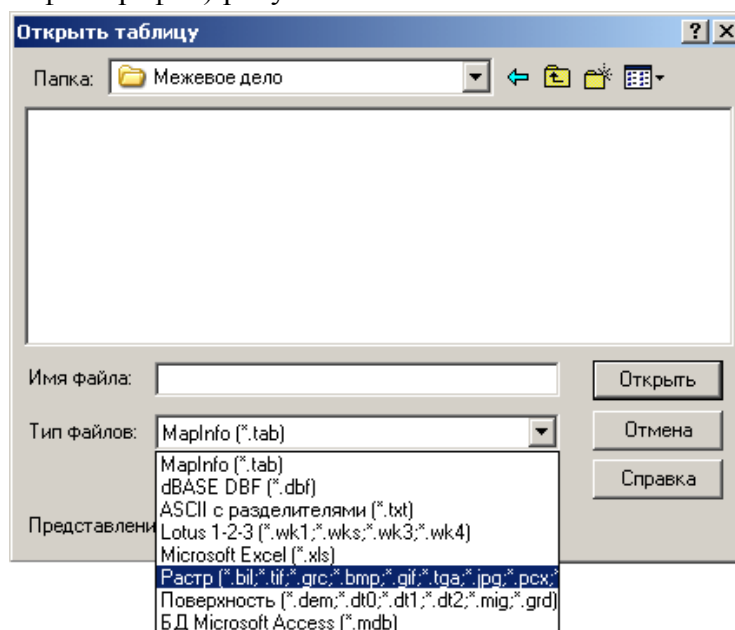 Открыть таблицу
Папка: Межевое дело
Имя файла: Открыть
Тип файлов: MapInfo (*.tab) Отмена
MapInfo (*.tab)
dBASE DBF (*.dbf)
Справка
ASCII с разделителями (*.txt)
Представлени
Lotus 1-2-3 (*.wk1;*.wks;*.wk3;*.wk4)
Microsoft Excel (*.xls)
Растр (*.bil;*.tif;*.grc;*.bmp;*.gif;*.tga;*.jpg;*.pcx;*
Поверхность (*.dem;*.dt0;*.dt1;*.dt2;*.mig;*.grd)
БД Microsoft Access (*.mdb)